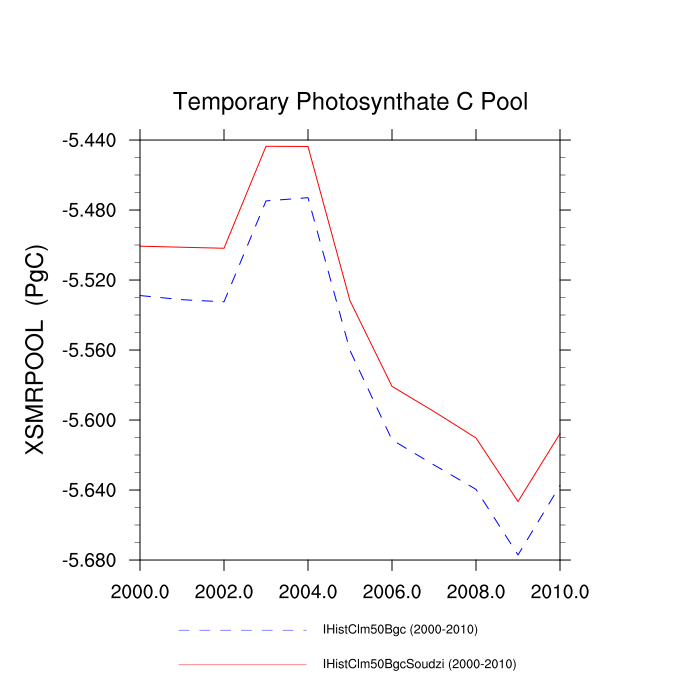 Temporary Photosynthate C Pool
XSMRPOOL (PgC)
-5.440
-5.480
-5.520
-5.560
-5.600
-5.640
-5.680
2000.0 2002.0 2004.0 2006.0 2008.0 2010.0
IHistClm50Bgc (2000-2010)
IHistClm50BgcSoudzi (2000-2010)